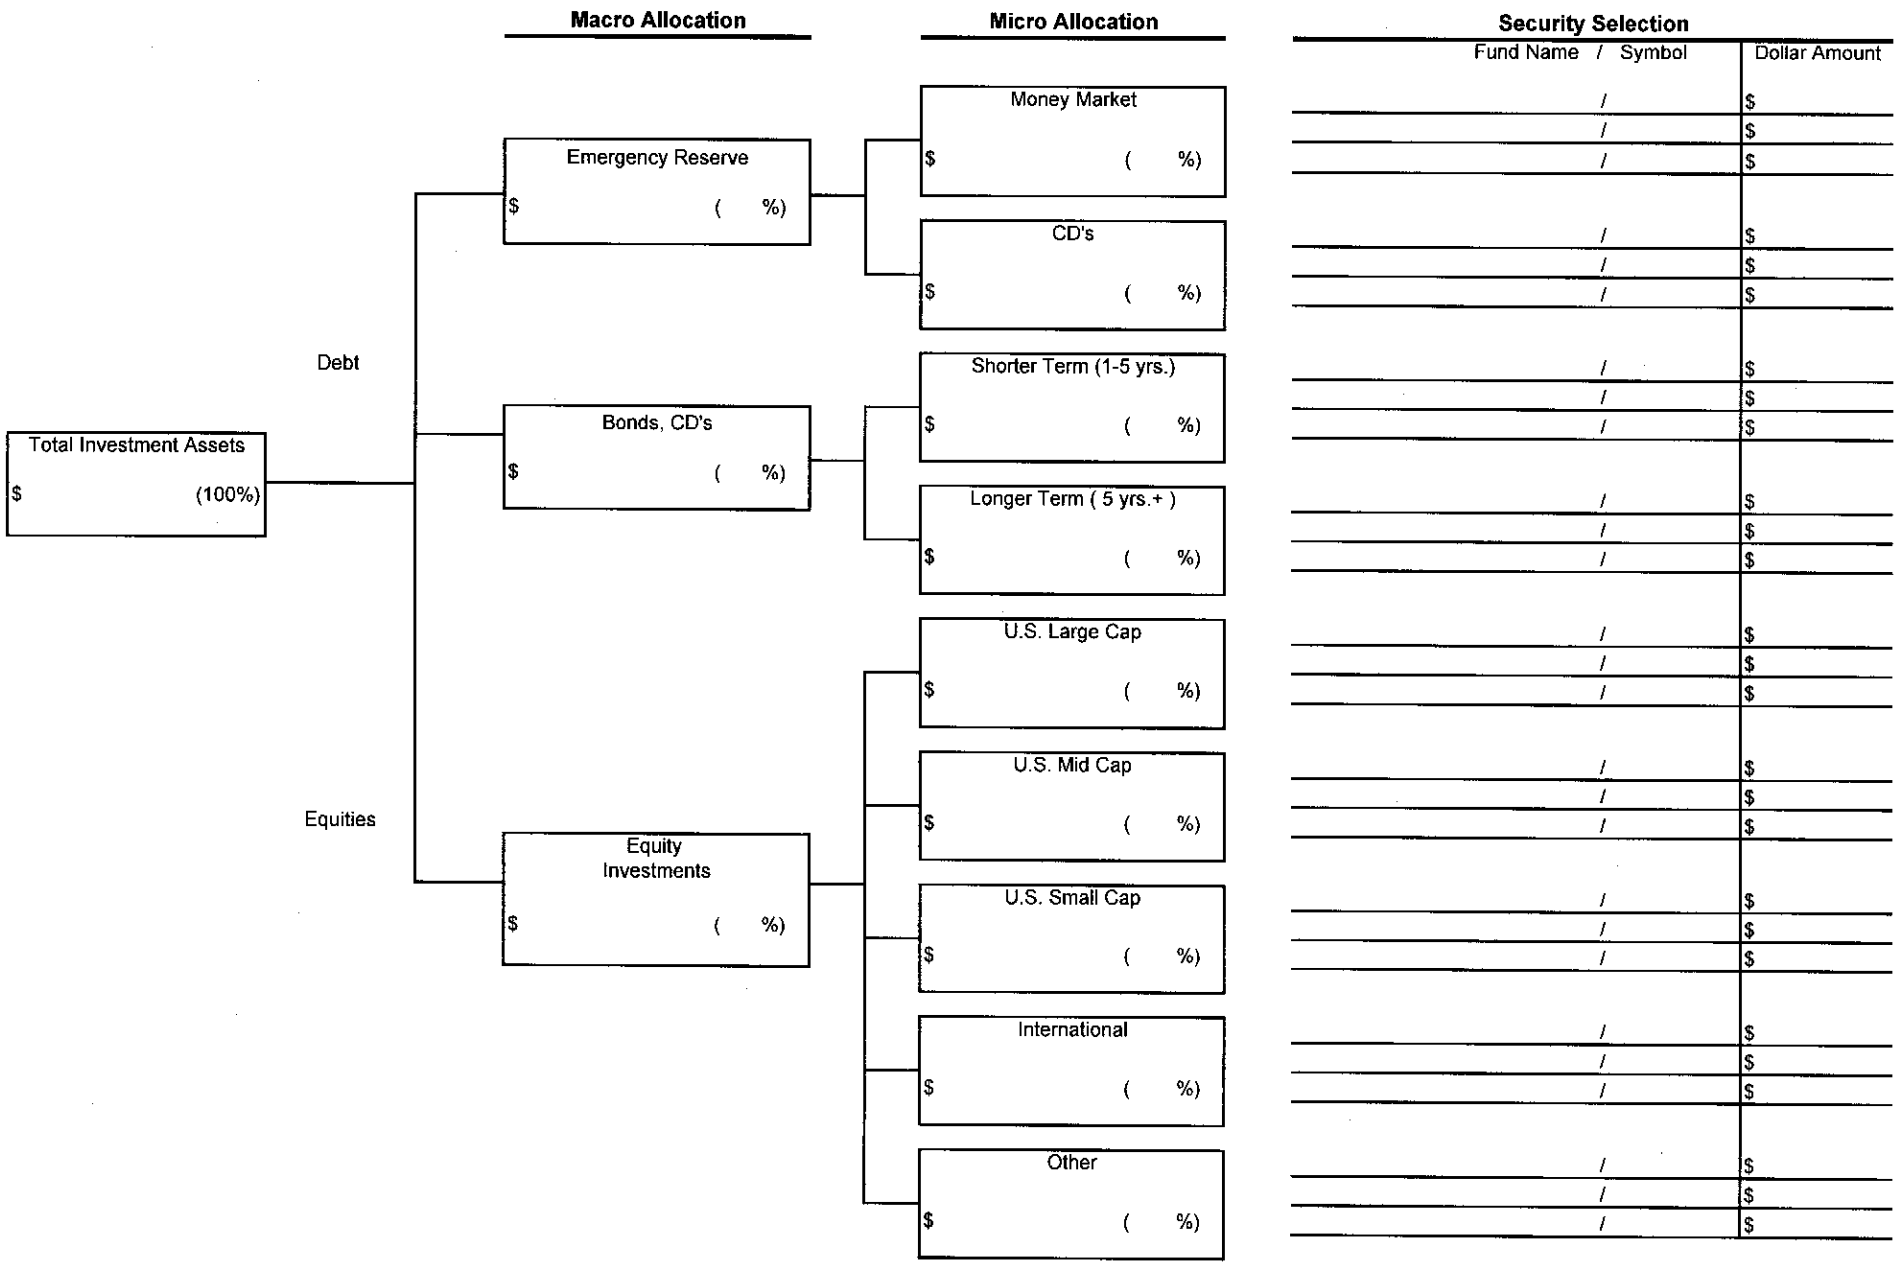 Macro Allocation
Micro Allocation
Security Selection
Fund Name / Symbol
Dollar Amount
Total Investment Assets
$ (100%)
Debt
Equities
Emergency Reserve
$ ( %)
Bonds, CD's
$ ( %)
Equity
Investments
$ ( %)
Money Market
$ ( %)
/ $
/ $
/ $
CD's
$ ( %)
/ $
/ $
/ $
Shorter Term (1-5 yrs.)
$ ( %)
/ $
/ $
/ $
Longer Term ( 5 yrs.+ )
$ ( %)
/ $
/ $
/ $
U.S. Large Cap
$ ( %)
/ $
/ $
/ $
U.S. Mid Cap
$ ( %)
/ $
/ $
/ $
U.S. Small Cap
$ ( %)
/ $
/ $
/ $
International
$ ( %)
/ $
/ $
/ $
Other
$ ( %)
/ $
/ $
/ $